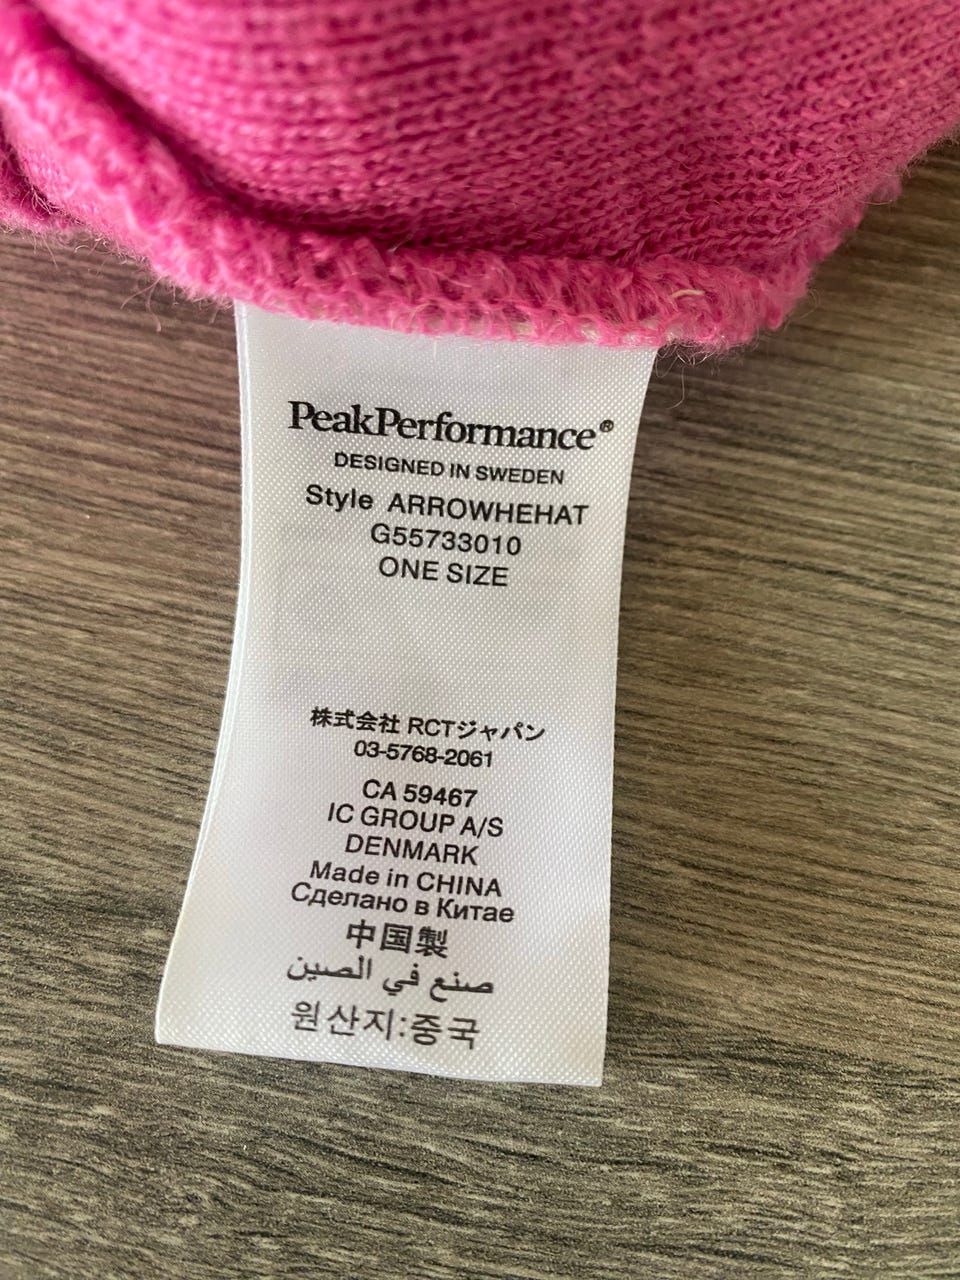 PeakPerformance®
DESIGNED IN SWEDEN
Style ARROWHEHAT
G55733010
ONE SIZE
株式会社 RCTジャパン
03-5768-2061
CA 59467
IC GROUP A/S
DENMARK
Made in CHINA
Сделано в Китае
中国製
صنع في الصين
원산지:중국